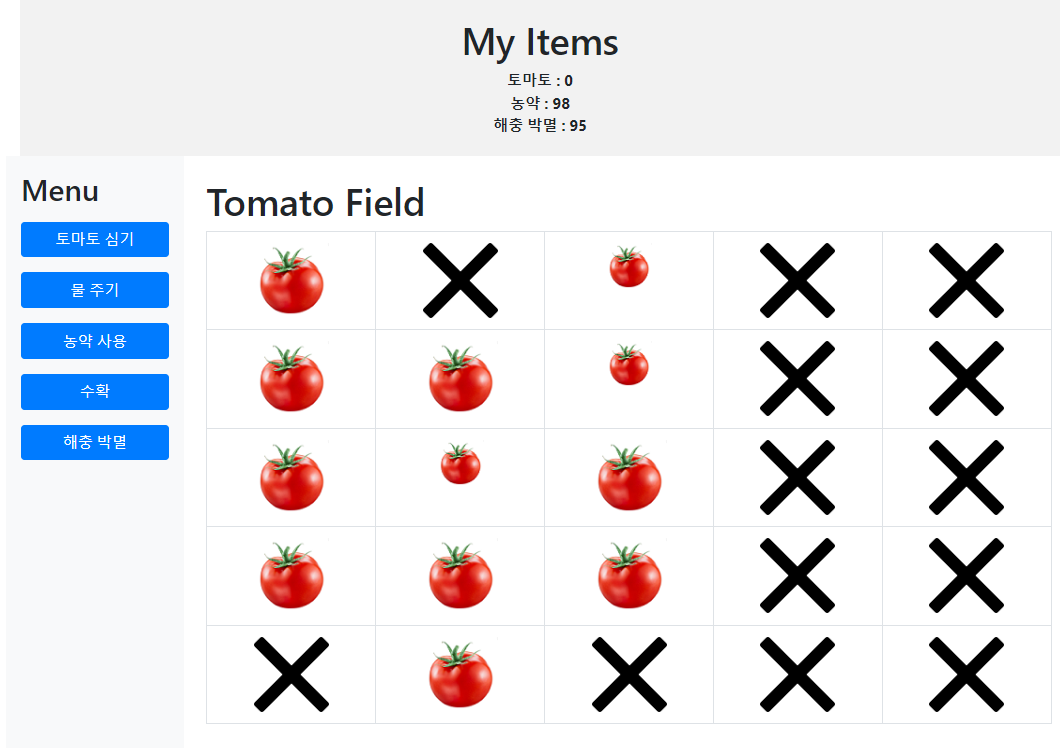 My Items
토마토 : 0
농약 : 98
해충 박멸 : 95
Menu
토마토 심기
물 주기
농약 사용
수확
해충 박멸
Tomato Field